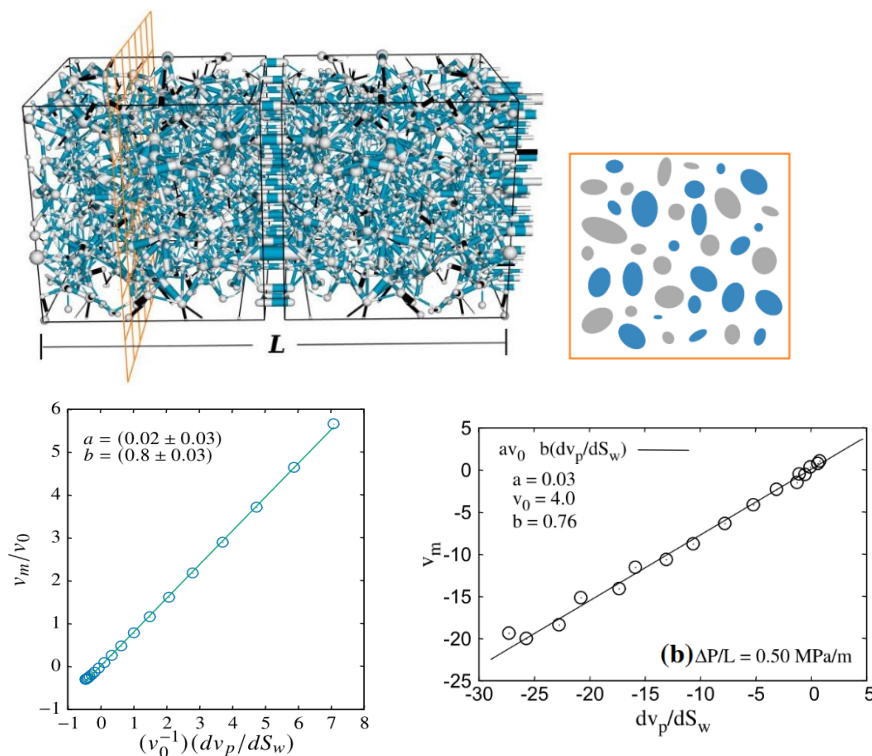 L
a = (0.02 ± 0.03)
b = (0.8 ± 0.03)
6
5
4
3
2
1
0
−1
v_m/v_0
−1 0 1 2 3 4 5 6 7 8
(v_0^{−1})(dv_p/dS_w)
av_0 b(dv_p/dS_w)
a = 0.03
v_0 = 4.0
b = 0.76
5
0
-5
-10
-15
-20
-25
v_m
(b) ΔP/L = 0.50 MPa/m
-30 -25 -20 -15 -10 -5 0 5
dv_p/dS_w